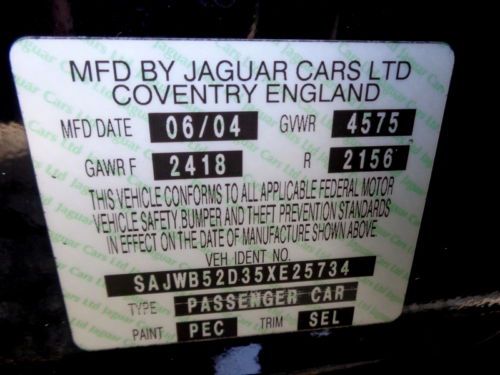 MFD BY JAGUAR CARS LTD
COVENTRY ENGLAND
MFD DATE 06/04 GVWR 4575
GAWR F 2418 R 2156
THIS VEHICLE CONFORMS TO ALL APPLICABLE FEDERAL MOTOR
VEHICLE SAFETY BUMPER AND THEFT PREVENTION STANDARDS
IN EFFECT ON THE DATE OF MANUFACTURE SHOWN ABOVE
VEH IDENT NO.
SAJWB52D35XE25734
TYPE PASSENGER CAR
PAINT PEC TRIM SEL